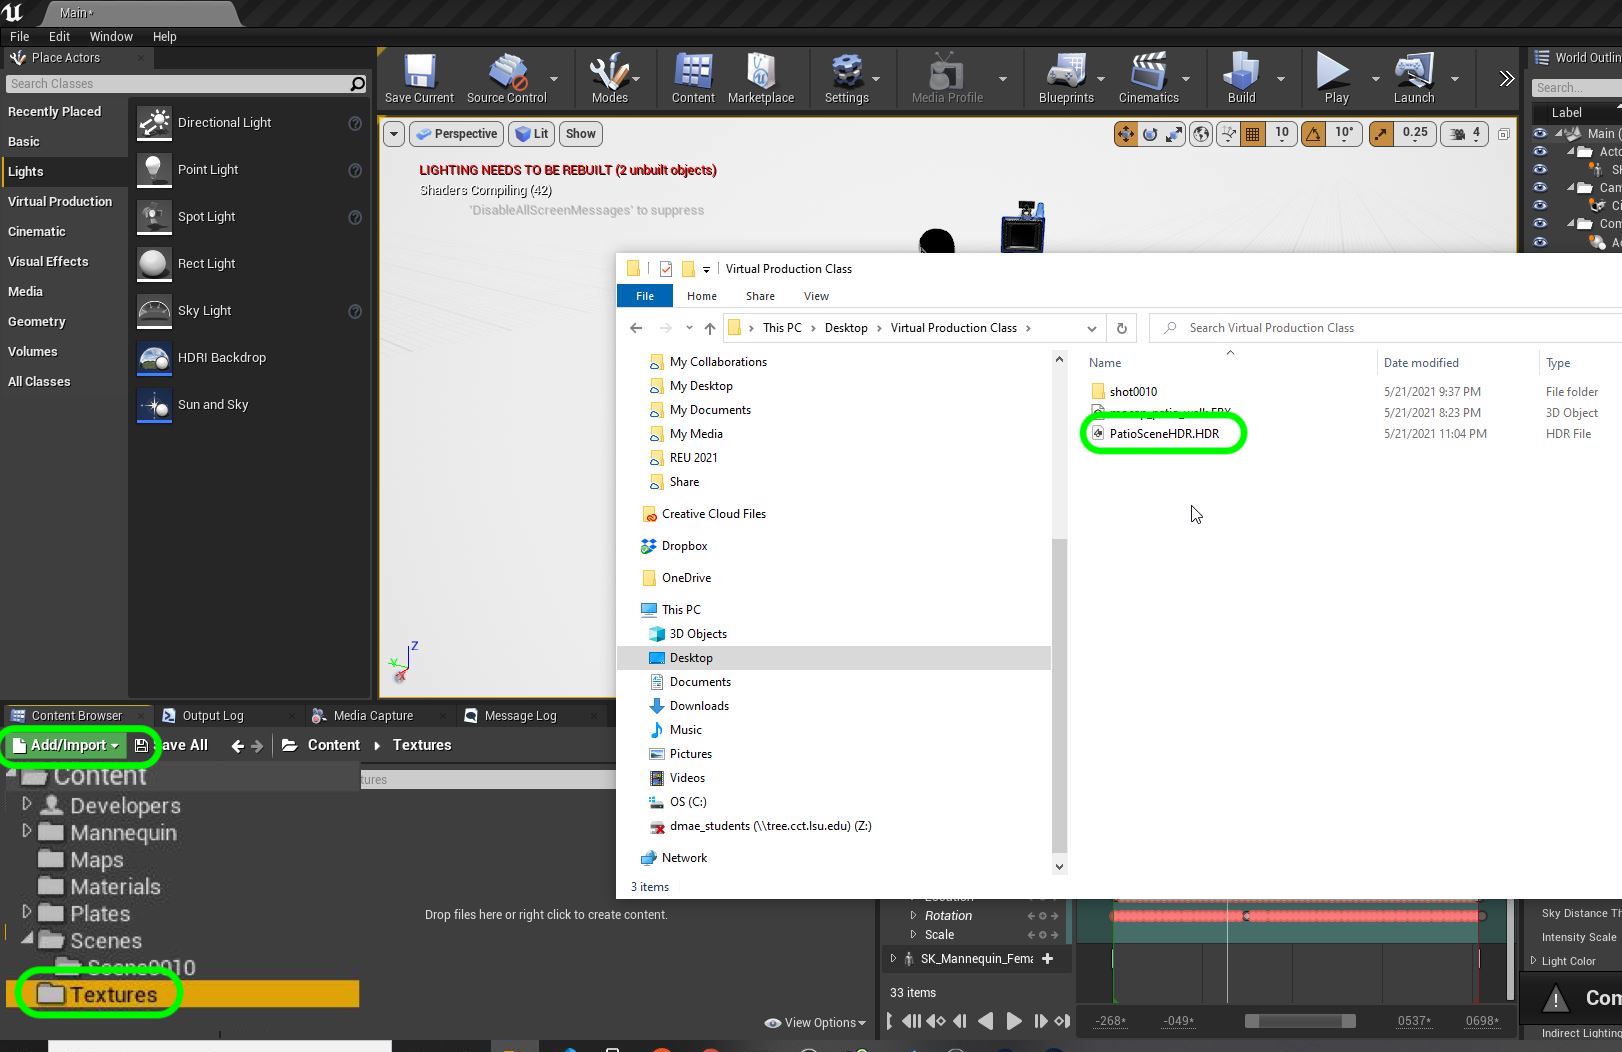 Main*
File Edit Window Help
Place Actors
World Outlin
Search Classes
Recently Placed
Basic
Lights
Virtual Production
Cinematic
Visual Effects
Media
Geometry
Volumes
All Classes
Directional Light
Point Light
Spot Light
Rect Light
Sky Light
HDRI Backdrop
Sun and Sky
Save Current Source Control Modes Content Marketplace Settings Media Profile Blueprints Cinematics Build Play Launch
Search...
Label
Main (
Acto
Cam
Ci
Com
Perspective Lit Show
10 10° 0.25 4
LIGHTING NEEDS TO BE REBUILT (2 unbuilt objects)
Shaders Compiling (42)
'DisableAllScreenMessages' to suppress
Z
Virtual Production Class
File Home Share View
This PC Desktop Virtual Production Class
Search Virtual Production Class
My Collaborations
My Desktop
My Documents
My Media
REU 2021
Share
Creative Cloud Files
Dropbox
OneDrive
This PC
3D Objects
Desktop
Documents
Downloads
Music
Pictures
Videos
OS (C:)
dmae_students (\\tree.cct.lsu.edu) (Z:)
Network
3 items
Name Date modified Type
shot0010 5/21/2021 9:37 PM File folder
mocap_patio_walk.FBX 5/21/2021 8:23 PM 3D Object
PatioSceneHDR.HDR 5/21/2021 11:04 PM HDR File
Content Browser Output Log Media Capture Message Log
Add/Import ave All Content Textures
tures
Content
Developers
Mannequin
Maps
Materials
Plates
Scenes
Scene0010
Textures
Drop files here or right click to create content.
View Options
Location
Rotation
Scale
SK_Mannequin_Fema
33 items
-268* -049* 0537* 0698*
Sky Distance Th
Intensity Scale
Light Color
Com
Indirect Lighting